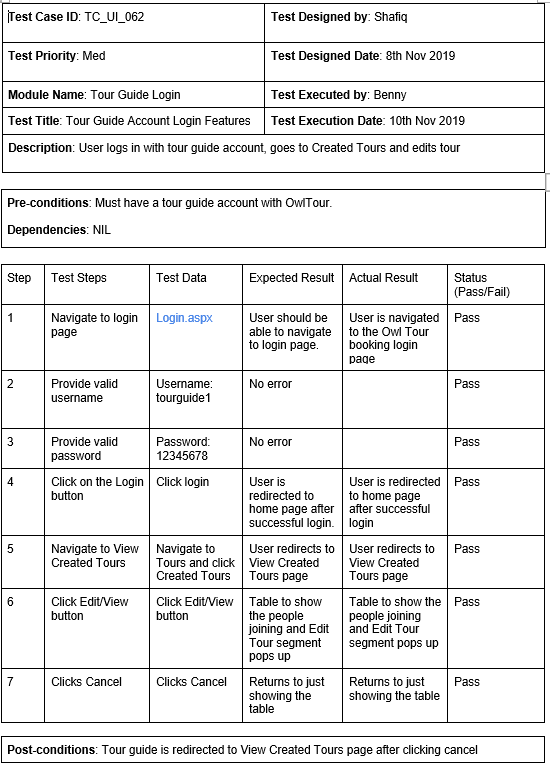 Test Case ID: TC_UI_062
Test Designed by: Shafiq
Test Priority: Med
Test Designed Date: 8th Nov 2019
Module Name: Tour Guide Login
Test Executed by: Benny
Test Title: Tour Guide Account Login Features
Test Execution Date: 10th Nov 2019
Description: User logs in with tour guide account, goes to Created Tours and edits tour
Pre-conditions: Must have a tour guide account with OwlTour.
Dependencies: NIL
Step
Test Steps
Test Data
Expected Result
Actual Result
Status
(Pass/Fail)
1
Navigate to login
page
Login.aspx
User should be
able to navigate
to login page.
User is navigated
to the Owl Tour
booking login
page
Pass
2
Provide valid
username
Username:
tourguide1
No error
Pass
3
Provide valid
password
Password:
12345678
No error
Pass
4
Click on the Login
button
Click login
User is
redirected to
home page after
successful login.
User is redirected
to home page
after successful
login
Pass
5
Navigate to View
Created Tours
Navigate to
Tours and click
Created Tours
User redirects to
View Created
Tours page
User redirects to
View Created
Tours page
Pass
6
Click Edit/View
button
Click Edit/View
button
Table to show
the people
joining and Edit
Tour segment
pops up
Table to show the
people joining
and Edit Tour
segment pops up
Pass
7
Clicks Cancel
Clicks Cancel
Returns to just
showing the
table
Returns to just
showing the table
Pass
Post-conditions: Tour guide is redirected to View Created Tours page after clicking cancel